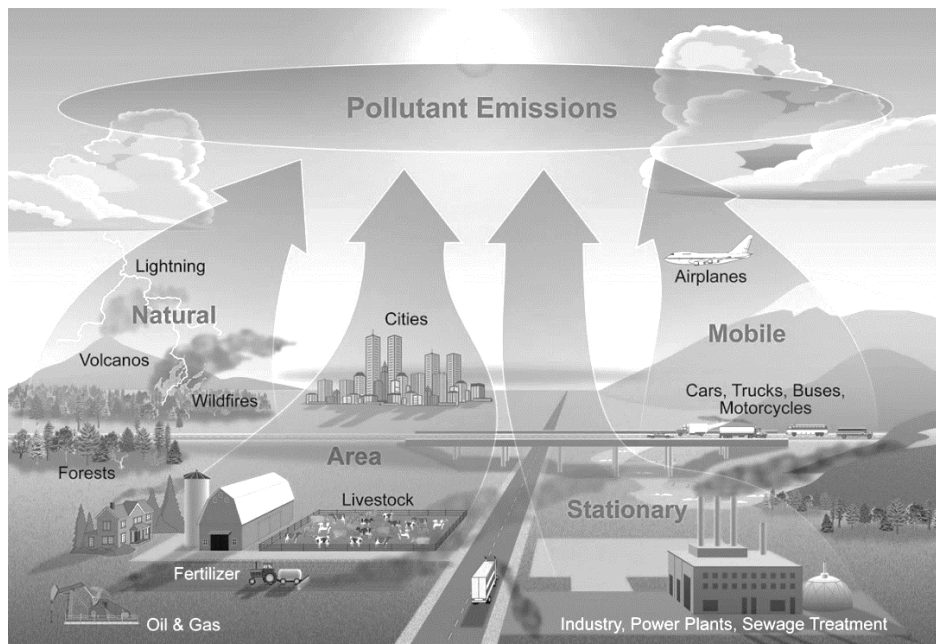 Pollutant Emissions
Lightning
Natural
Airplanes
Cities
Mobile
Volcanos
Wildfires
Cars, Trucks, Buses,
Motorcycles
Area
Forests
Livestock
Stationary
Fertilizer
Oil & Gas
Industry, Power Plants, Sewage Treatment